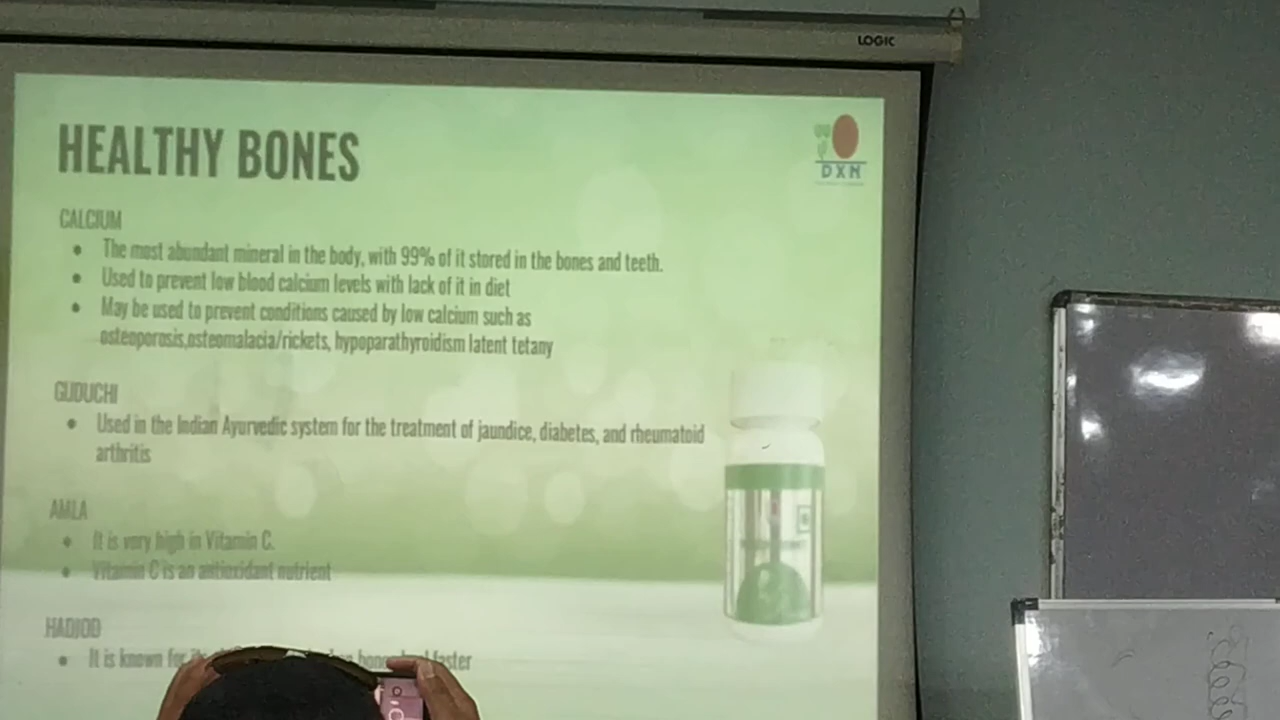 LOGIC
HEALTHY BONES
DXN
CALCIUM
The most abundant mineral in the body, with 99% of it stored in the bones and teeth.
Used to prevent low blood calcium levels with lack of it in diet
May be used to prevent conditions caused by low calcium such as
osteoporosis,osteomalacia/rickets, hypoparathyroidism latent tetany
GUDUCHI
Used in the Indian Ayurvedic system for the treatment of jaundice, diabetes, and rheumatoid
arthritis
AMLA
It is very high in Vitamin C.
Vitamin C is an antioxidant nutrient
HADJOD
It is known for faster